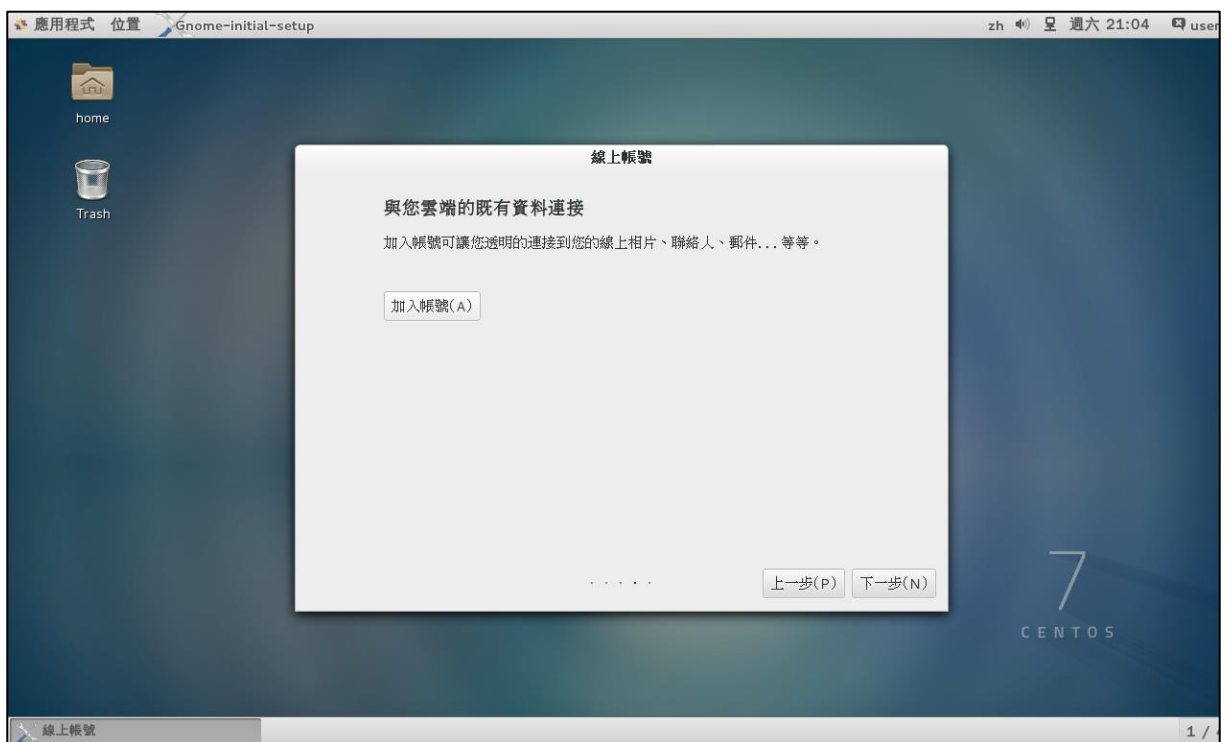 應用程式 位置 Gnome-initial-setup zh 週六 21:04 user
home
Trash
線上帳號
與您雲端的既有資料連接
加入帳號可讓您透明的連接到您的線上相片、聯絡人、郵件...等等。
加入帳號(A)
上一步(P) 下一步(N)
7
CENTOS
線上帳號 1 /